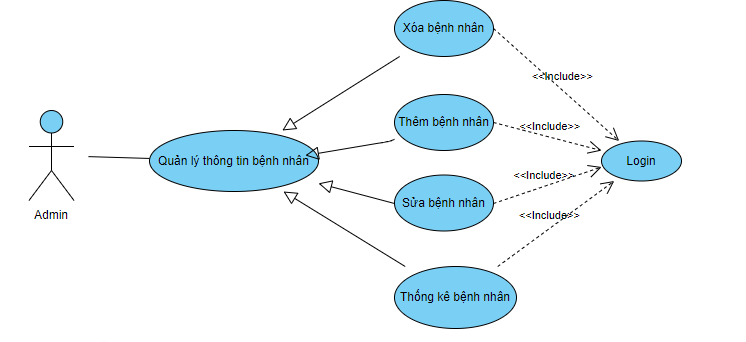 Xóa bệnh nhân
<<Include>>
Thêm bệnh nhân
<<Include>>
Quản lý thông tin bệnh nhân
Login
<<Include>>
Sửa bệnh nhân
Admin
<<Include>>
Thống kê bệnh nhân